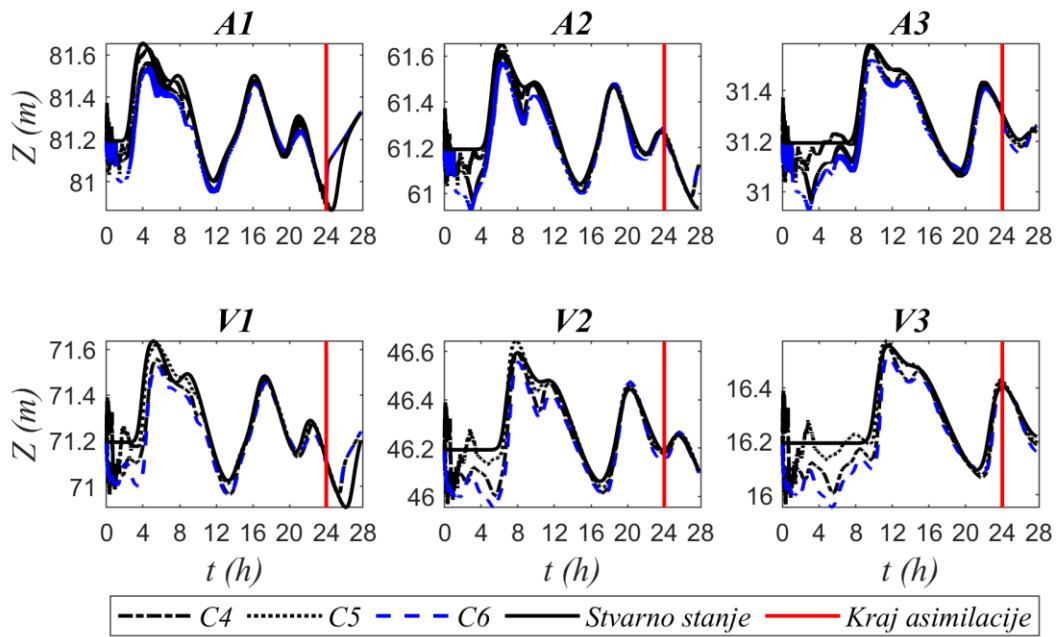 A1 A2 A3
Z (m)
81.6 81.4 81.2 81
61.6 61.4 61.2 61
31.4 31.2 31
0 4 8 12 16 20 24 28
0 4 8 12 16 20 24 28
0 4 8 12 16 20 24 28
V1 V2 V3
Z (m)
71.6 71.4 71.2 71
46.6 46.4 46.2 46
16.4 16.2 16
0 4 8 12 16 20 24 28
0 4 8 12 16 20 24 28
0 4 8 12 16 20 24 28
t (h) t (h) t (h)
C4 C5 C6 Stvarno stanje Kraj asimilacije